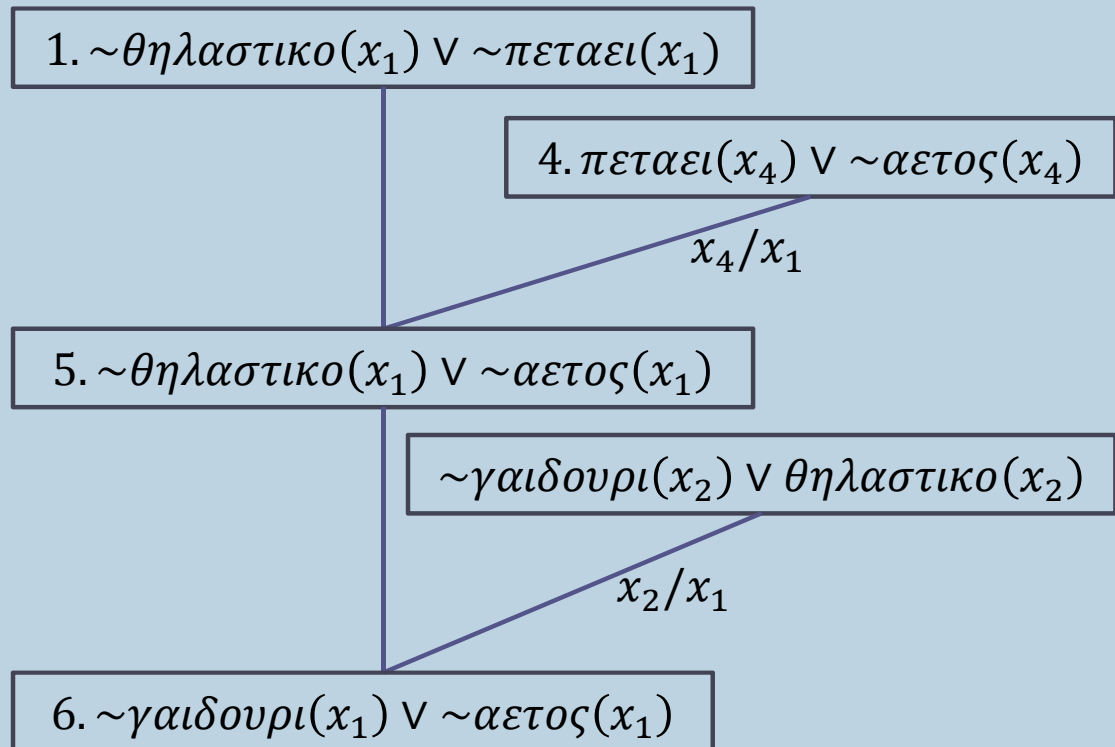 1. ~θηλαστικο(x₁) ∨ ~πεταει(x₁)
4. πεταει(x₄) ∨ ~αετος(x₄)
x₄/x₁
5. ~θηλαστικο(x₁) ∨ ~αετος(x₁)
~γαιδουρι(x₂) ∨ θηλαστικο(x₂)
x₂/x₁
6. ~γαιδουρι(x₁) ∨ ~αετος(x₁)